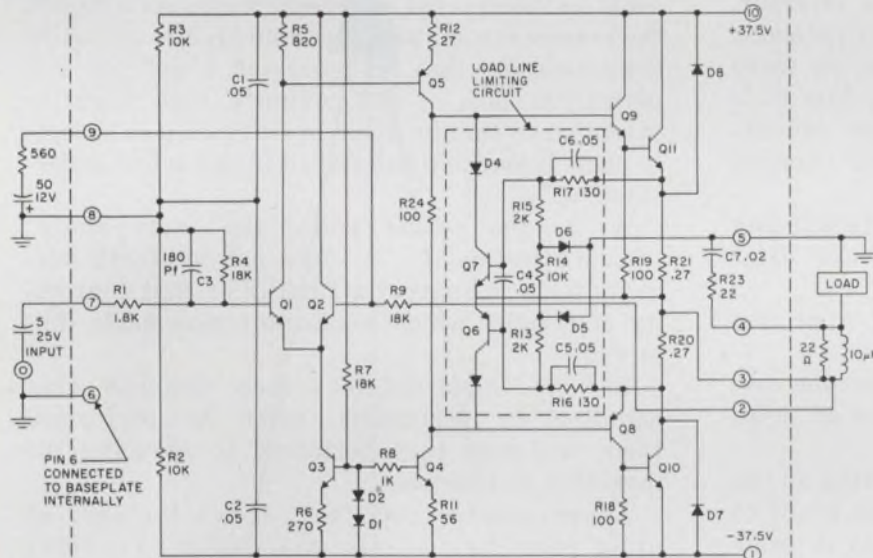 R3
10K
R5
820
R12
27
10
+37.5V
C1
.05
Q5
LOAD LINE
LIMITING
CIRCUIT
D8
9
Q9
560
D4
C6 .05
Q11
50
12V
+
R17 130
8
R24
100
R15
2K
D6
5
180
Pf
C3
R4
18K
Q7
C4
.05
R14
10K
R19
100
R21
.27
C7 .02
7
R1
1.8K
Q1
Q2
R9
18K
R23
22
LOAD
Q6
D5
4
5
25V
INPUT
R13
2K
R20
.27
22
Ω
10μ
C5 .05
3
6
R7
18K
R16 130
2
PIN 6
CONNECTED
TO BASEPLATE
INTERNALLY
R2
10K
R8
1K
Q8
Q3
Q4
Q10
D2
D1
C2
.05
R6
270
R11
56
R18
100
D7
-37.5V
1